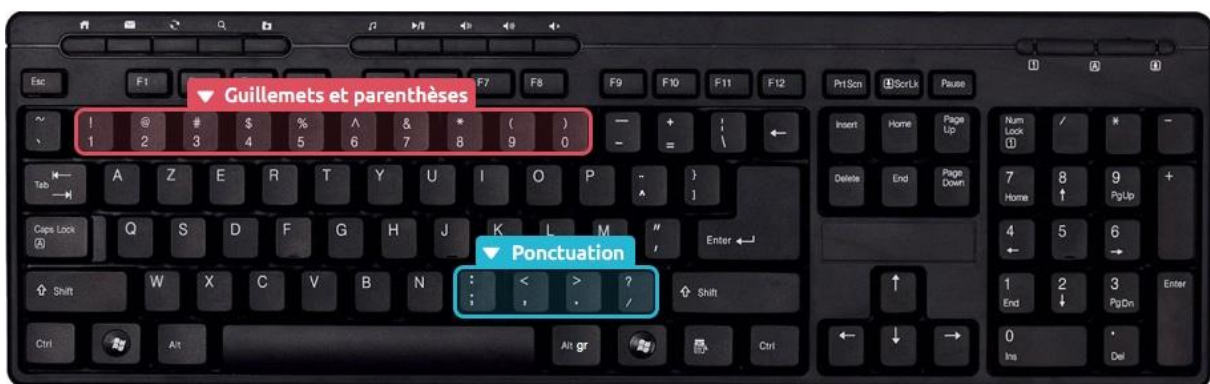 Esc F1 F7 F8 F9 F10 F11 F12 Prt Scn ScrLk Pause
▼ Guillemets et parenthèses
~ ! @ # $ % ^ & * ( ) — + ¦
` 1 2 3 4 5 6 7 8 9 0 - = \ ←
Insert Home Page Up Num Lock / * -
Tab A Z E R T Y U I O P ¨ ^ } ]
Delete End Page Down 7 Home 8 ↑ 9 PgUp +
Caps Lock Q S D F G H J K L M " , Enter
4 ← 5 6 →
▼ Ponctuation
⇧ Shift W X C V B N : ; < , > . ? / ⇧ Shift
↑ 1 End 2 ↓ 3 PgDn Enter
Ctrl Alt Alt gr Ctrl ← ↓ → 0 Ins . Del